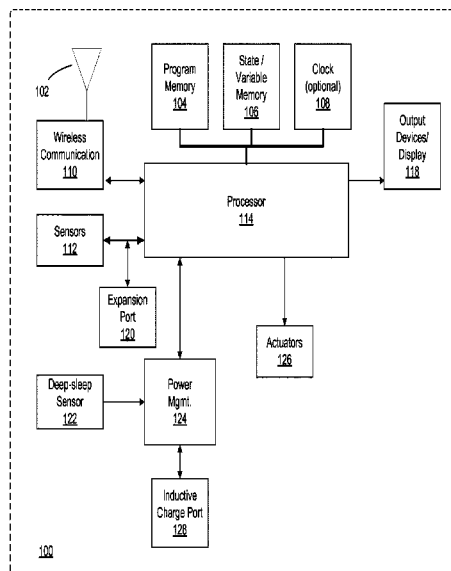 102
Program
Memory
104
State /
Variable
Memory
106
Clock
(optional)
108
Wireless
Communication
110
Output
Devices/
Display
118
Processor
114
Sensors
112
Expansion
Port
120
Actuators
126
Deep-sleep
Sensor
122
Power
Mgmt.
124
Inductive
Charge Port
128
100